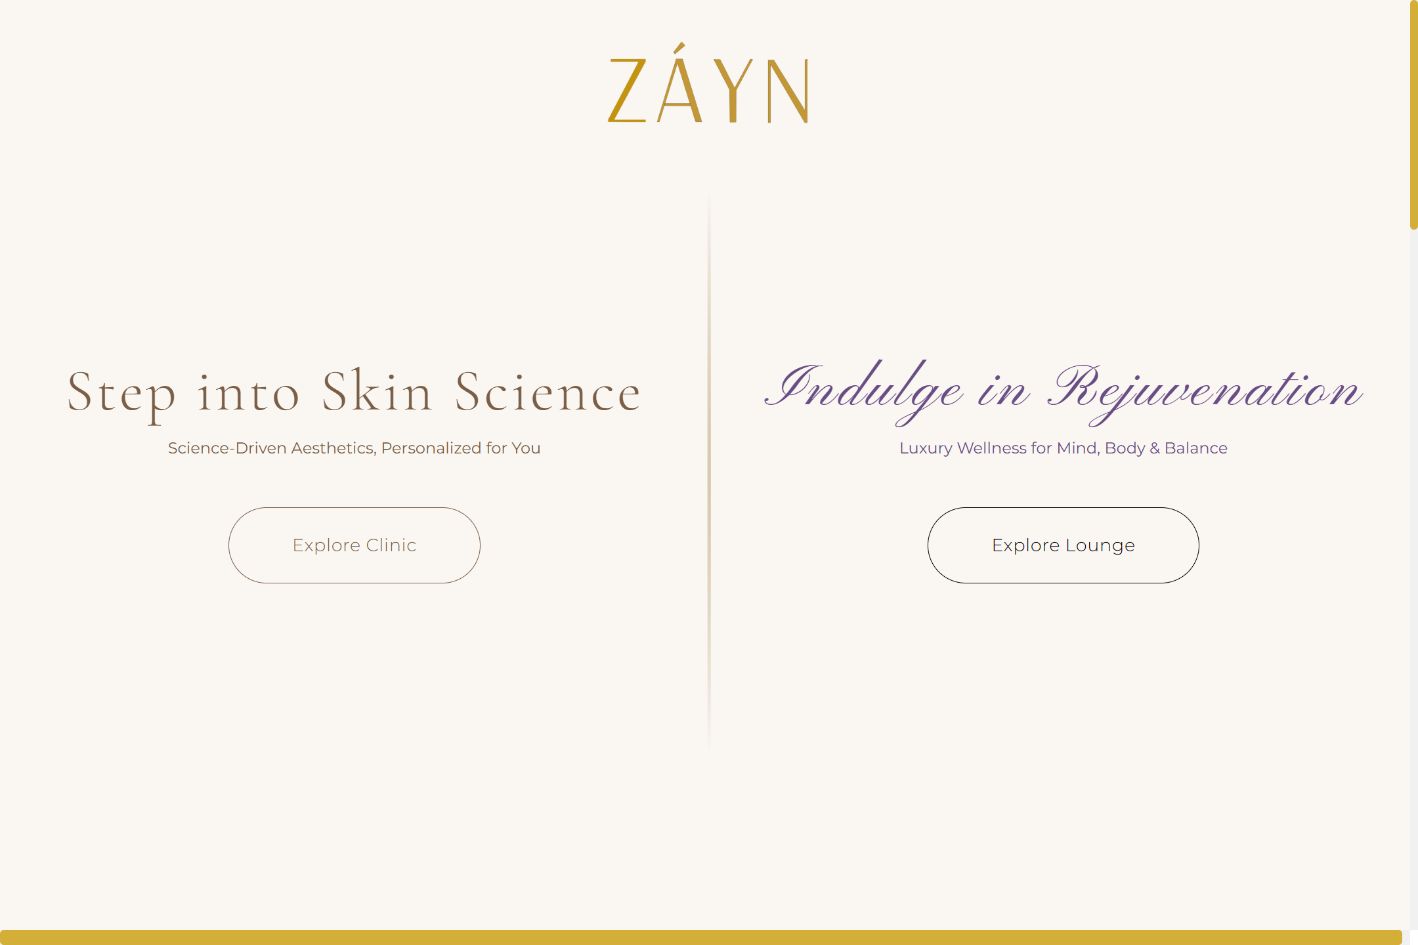 ZÁYN
Step into Skin Science
Science-Driven Aesthetics, Personalized for You
Explore Clinic
Indulge in Rejuvenation
Luxury Wellness for Mind, Body & Balance
Explore Lounge